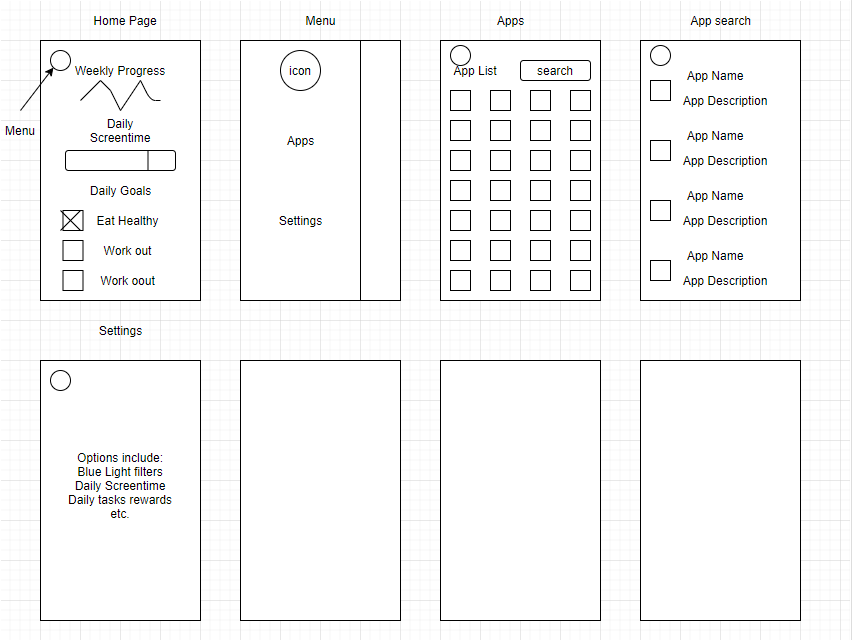 Home Page
Menu
Apps
App search
Weekly Progress
Menu
Daily
Screentime
Daily Goals
Eat Healthy
Work out
Work oout
icon
Apps
Settings
App List
search
App Name
App Description
App Name
App Description
App Name
App Description
App Name
App Description
Settings
Options include:
Blue Light filters
Daily Screentime
Daily tasks rewards
etc.